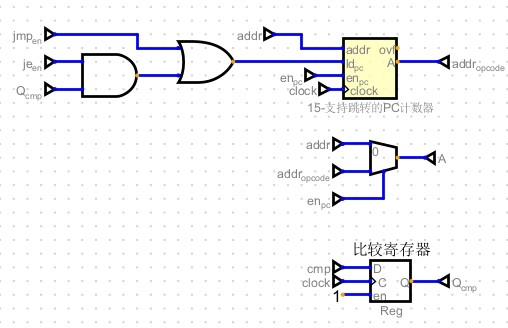 jmp_en
addr
je_en
addr
ld_pc
en_pc
clock
ovf
A
addr_opcode
Q_cmp
en_pc
clock
15-支持跳转的PC计数器
addr
0
A
addr_opcode
en_pc
比较寄存器
cmp
D
clock
C
Q
Q_cmp
1
en
Reg